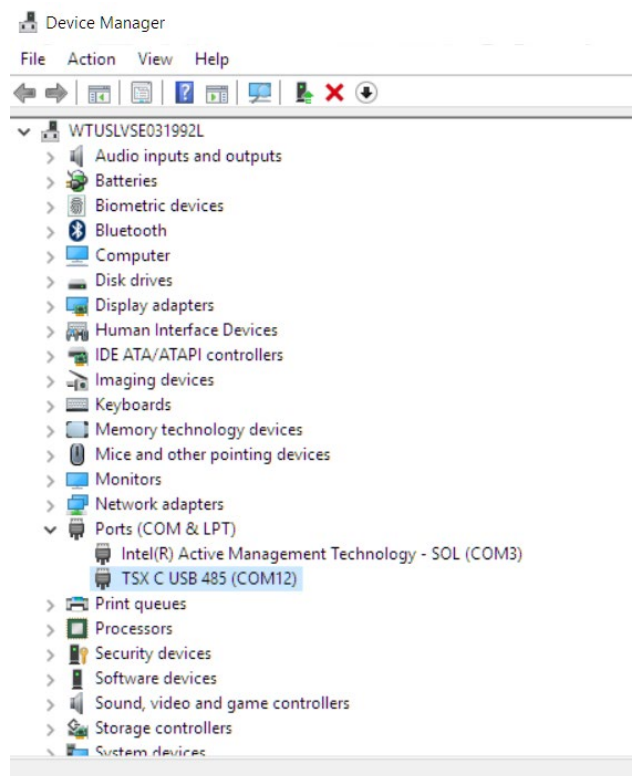 Device Manager
File Action View Help
WTUSLVSE031992L
Audio inputs and outputs
Batteries
Biometric devices
Bluetooth
Computer
Disk drives
Display adapters
Human Interface Devices
IDE ATA/ATAPI controllers
Imaging devices
Keyboards
Memory technology devices
Mice and other pointing devices
Monitors
Network adapters
Ports (COM & LPT)
Intel(R) Active Management Technology - SOL (COM3)
TSX C USB 485 (COM12)
Print queues
Processors
Security devices
Software devices
Sound, video and game controllers
Storage controllers
System devices